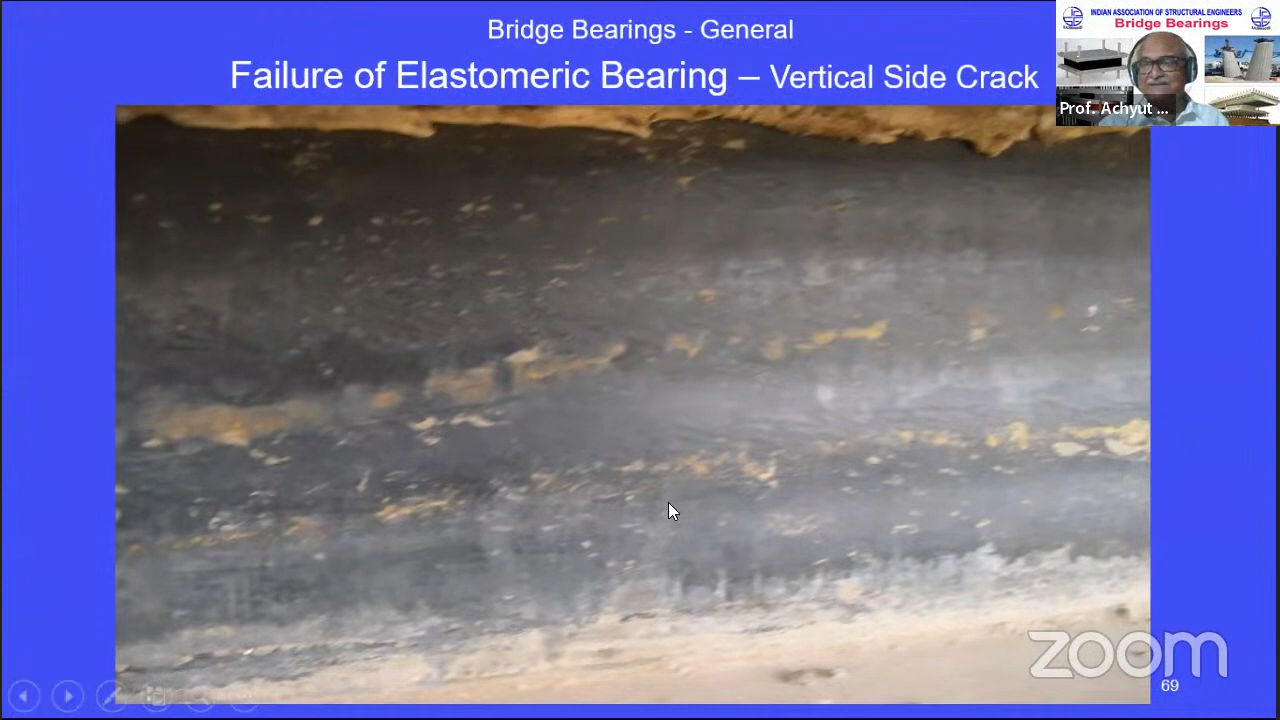 Bridge Bearings - General
Failure of Elastomeric Bearing – Vertical Side Crack
INDIAN ASSOCIATION OF STRUCTURAL ENGINEERS
Bridge Bearings
Prof. Achyut ...
zoom
69